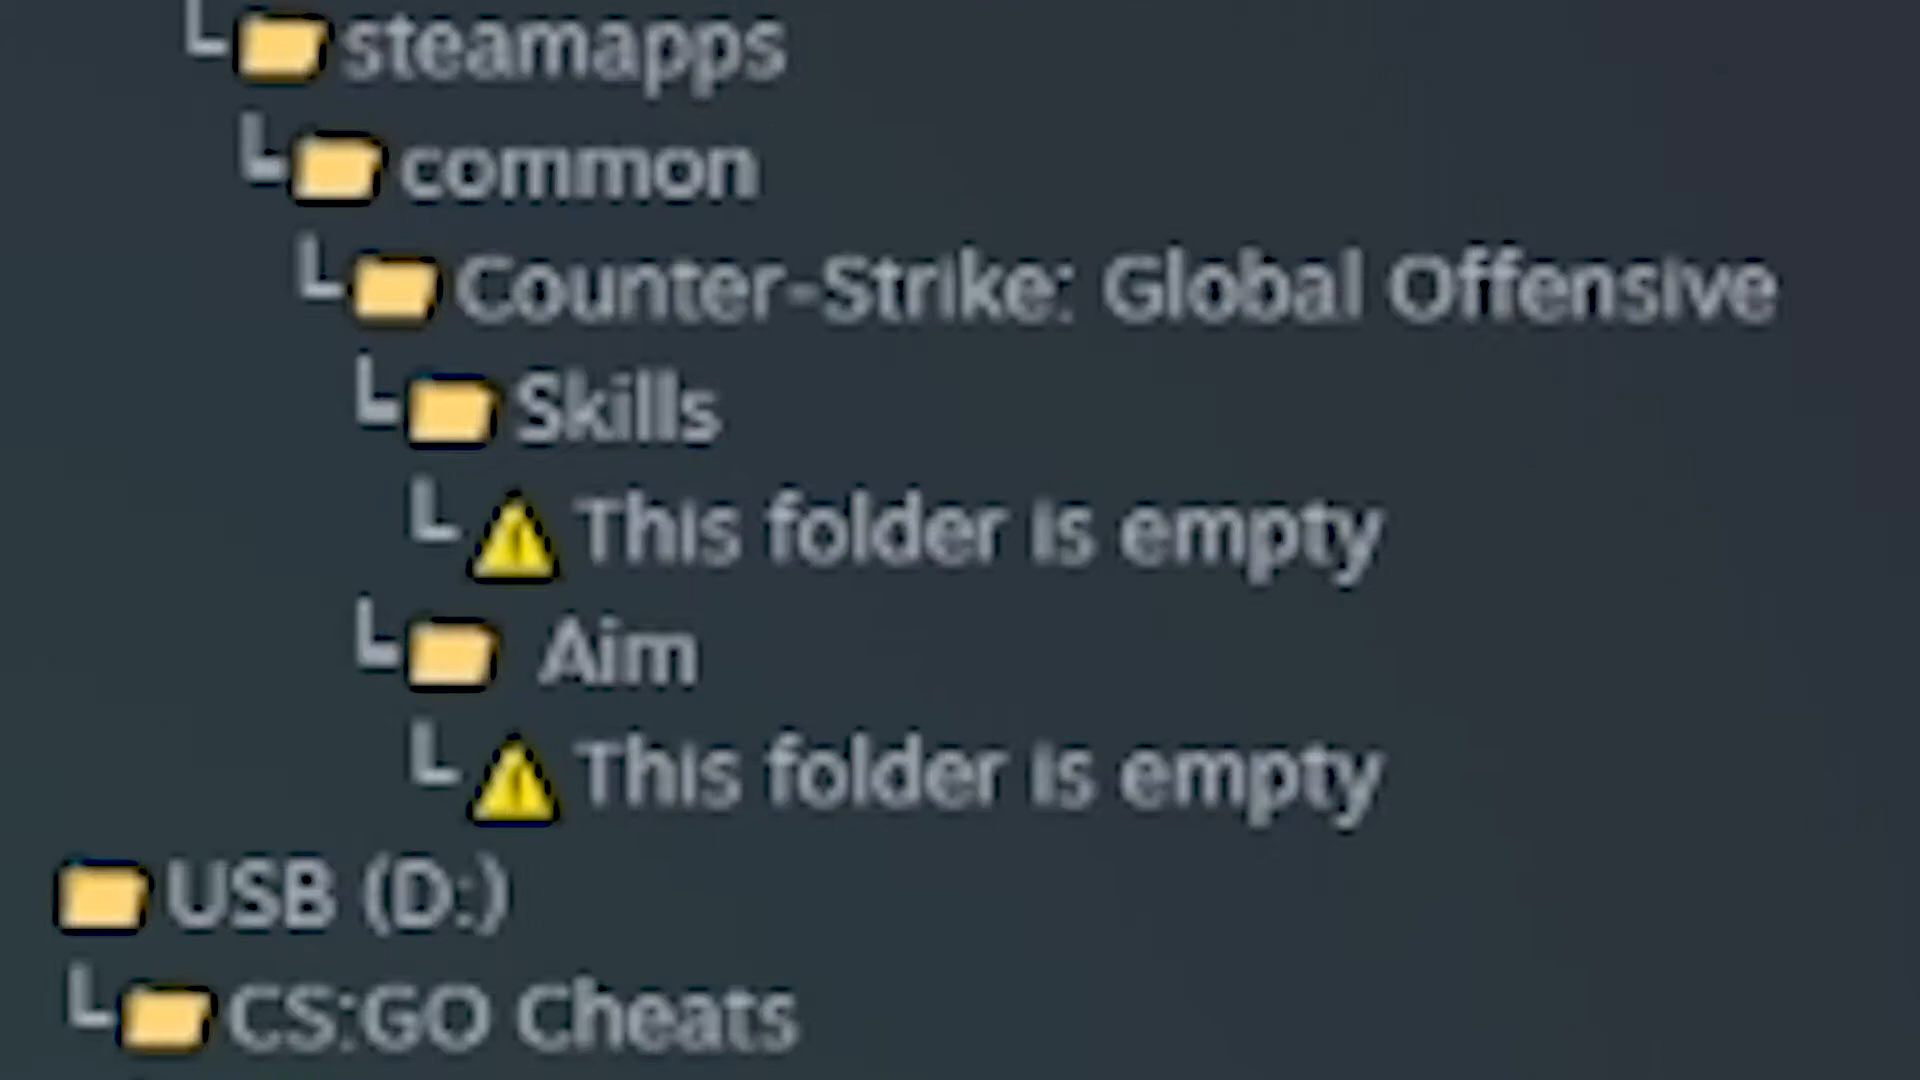 steamapps
common
Counter-Strike: Global Offensive
Skills
This folder is empty
Aim
This folder is empty
USB (D:)
CS:GO Cheats